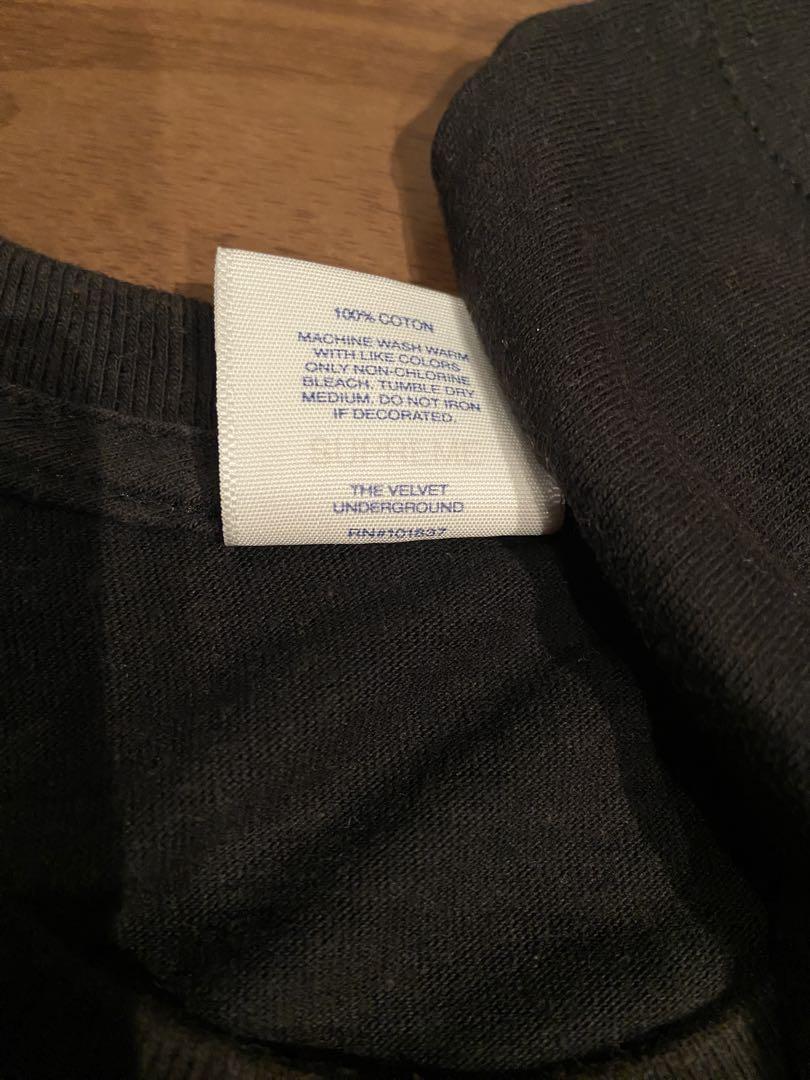 100% COTON
MACHINE WASH WARM
WITH LIKE COLORS
ONLY NON-CHLORINE
BLEACH. TUMBLE DRY
MEDIUM. DO NOT IRON
IF DECORATED.
SUPREME
THE VELVET
UNDERGROUND
RN#101837